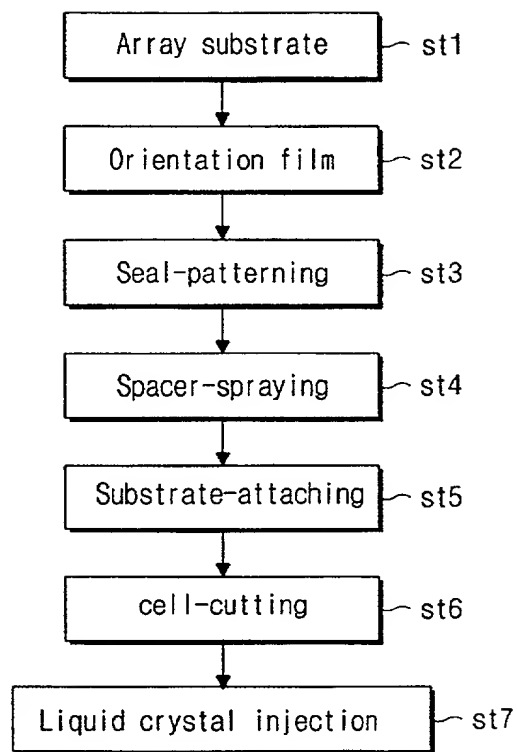 Array substrate st1
Orientation film st2
Seal-patterning st3
Spacer-spraying st4
Substrate-attaching st5
cell-cutting st6
Liquid crystal injection st7